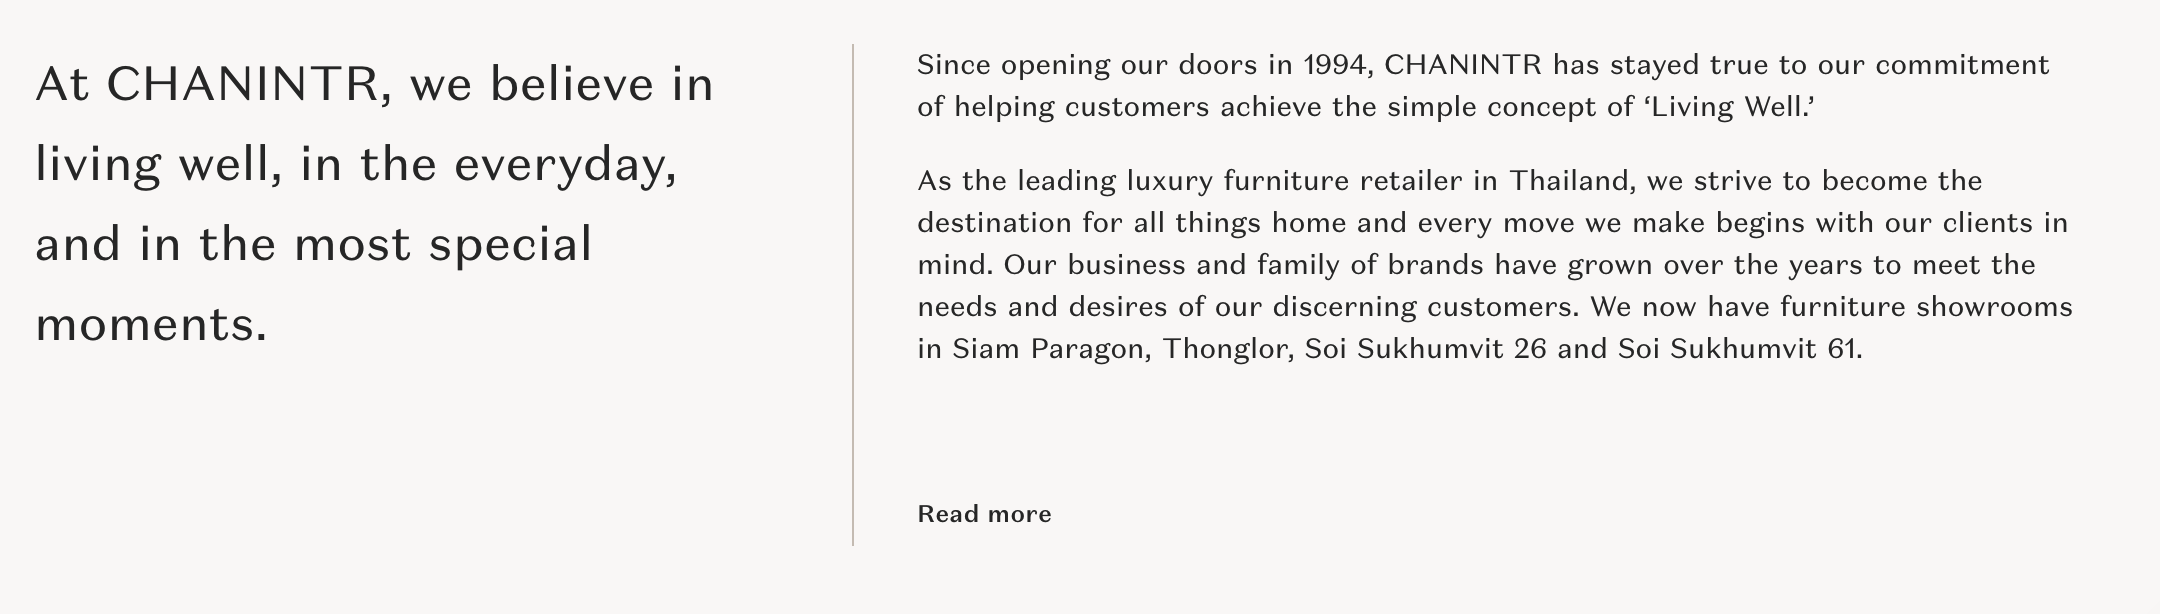 At CHANINTR, we believe in
living well, in the everyday,
and in the most special
moments.
Since opening our doors in 1994, CHANINTR has stayed true to our commitment
of helping customers achieve the simple concept of ‘Living Well.’
As the leading luxury furniture retailer in Thailand, we strive to become the
destination for all things home and every move we make begins with our clients in
mind. Our business and family of brands have grown over the years to meet the
needs and desires of our discerning customers. We now have furniture showrooms
in Siam Paragon, Thonglor, Soi Sukhumvit 26 and Soi Sukhumvit 61.
Read more